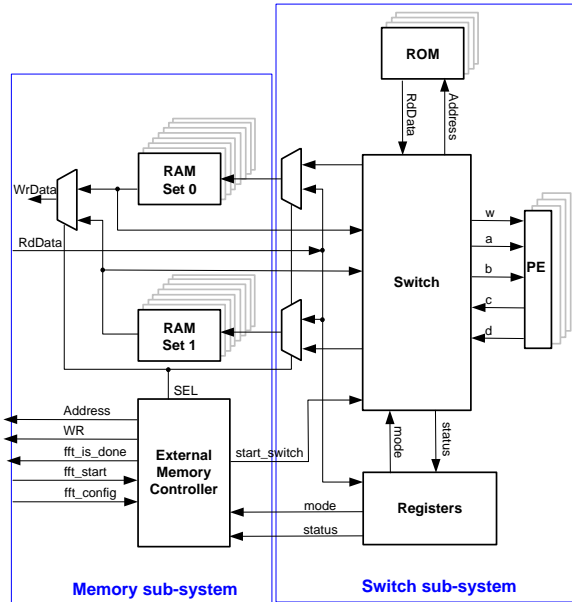 ROM
RdData
Address
RAM
Set 0
WrData
RdData
Switch
w
a
b
c
d
PE
RAM
Set 1
SEL
Address
WR
fft_is_done
fft_start
fft_config
External
Memory
Controller
start_switch
mode
status
mode
status
Registers
Memory sub-system
Switch sub-system